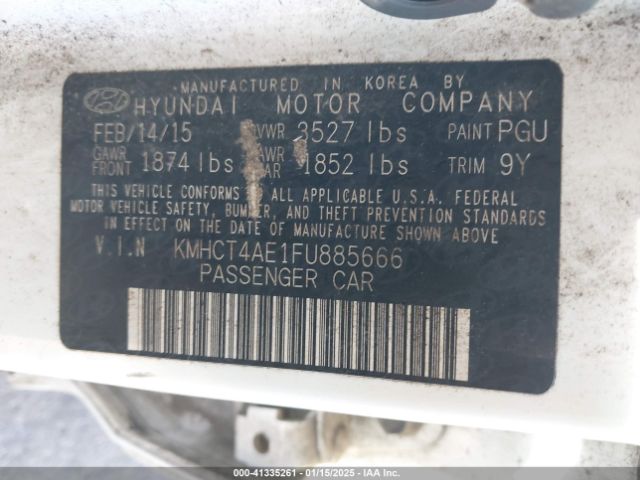 MANUFACTURED IN KOREA BY
HYUNDAI MOTOR COMPANY
FEB/14/15 GVWR 3527 lbs PAINT PGU
GAWR FRONT 1874 lbs GAWR REAR 1852 lbs TRIM 9Y
THIS VEHICLE CONFORMS TO ALL APPLICABLE U.S.A. FEDERAL
MOTOR VEHICLE SAFETY, BUMPER, AND THEFT PREVENTION STANDARDS
IN EFFECT ON THE DATE OF MANUFACTURE SHOWN ABOVE
V.I.N KMHCT4AE1FU885666
PASSENGER CAR
000-41335261 - 01/15/2025 - IAA Inc.